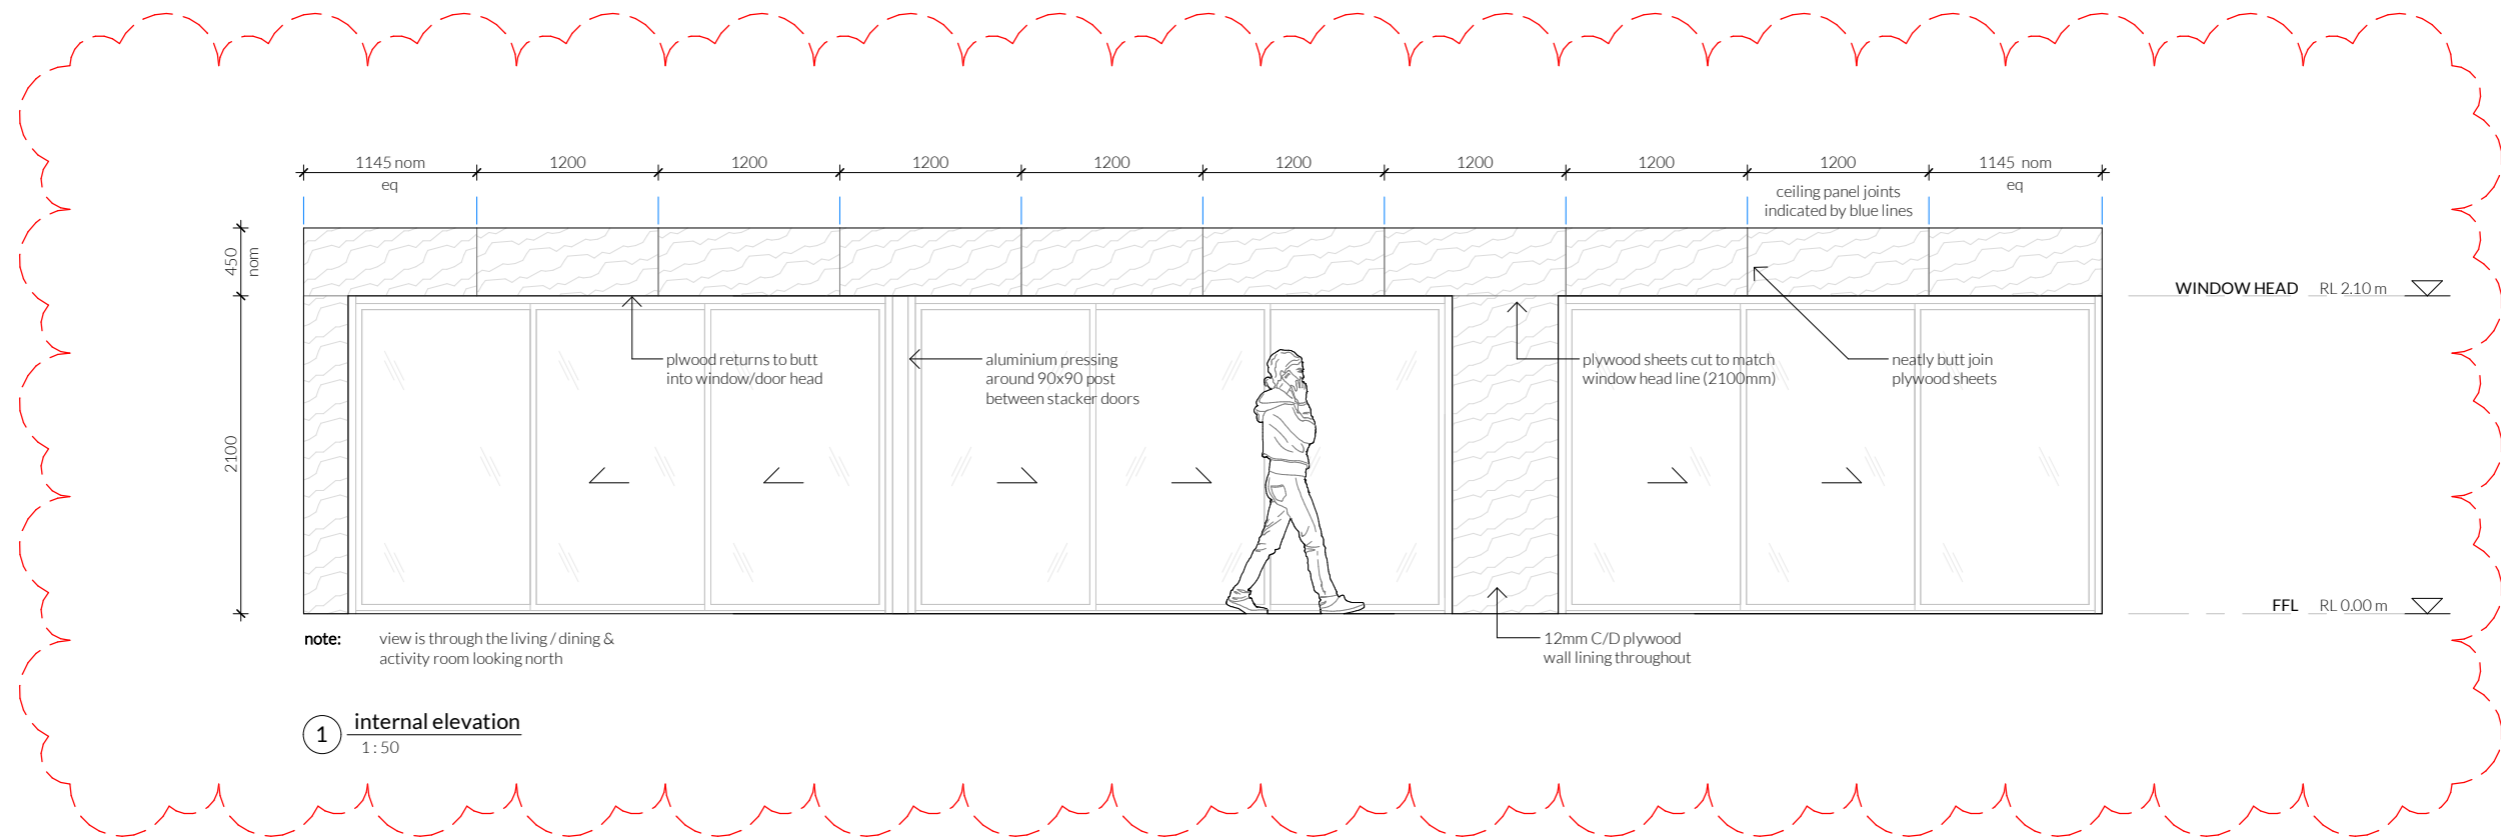 1145 nom
eq
1200
1200
1200
1200
1200
1200
1200
1200
1145 nom
eq
ceiling panel joints
indicated by blue lines
450
nom
2100
WINDOW HEAD RL 2.10 m
plwood returns to butt
into window/door head
aluminium pressing
around 90x90 post
between stacker doors
plywood sheets cut to match
window head line (2100mm)
neatly butt join
plywood sheets
FFL RL 0.00 m
note: view is through the living / dining &
activity room looking north
12mm C/D plywood
wall lining throughout
1 internal elevation
1 : 50